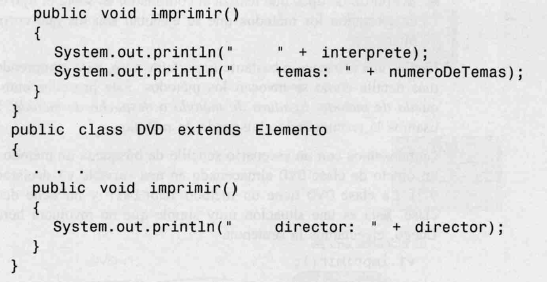 public void imprimir()
{
System.out.println("      " + interprete);
System.out.println("      temas: " + numeroDeTemas);
}
}
public class DVD extends Elemento
{
. . .
public void imprimir()
{
System.out.println("      director: " + director);
}
}